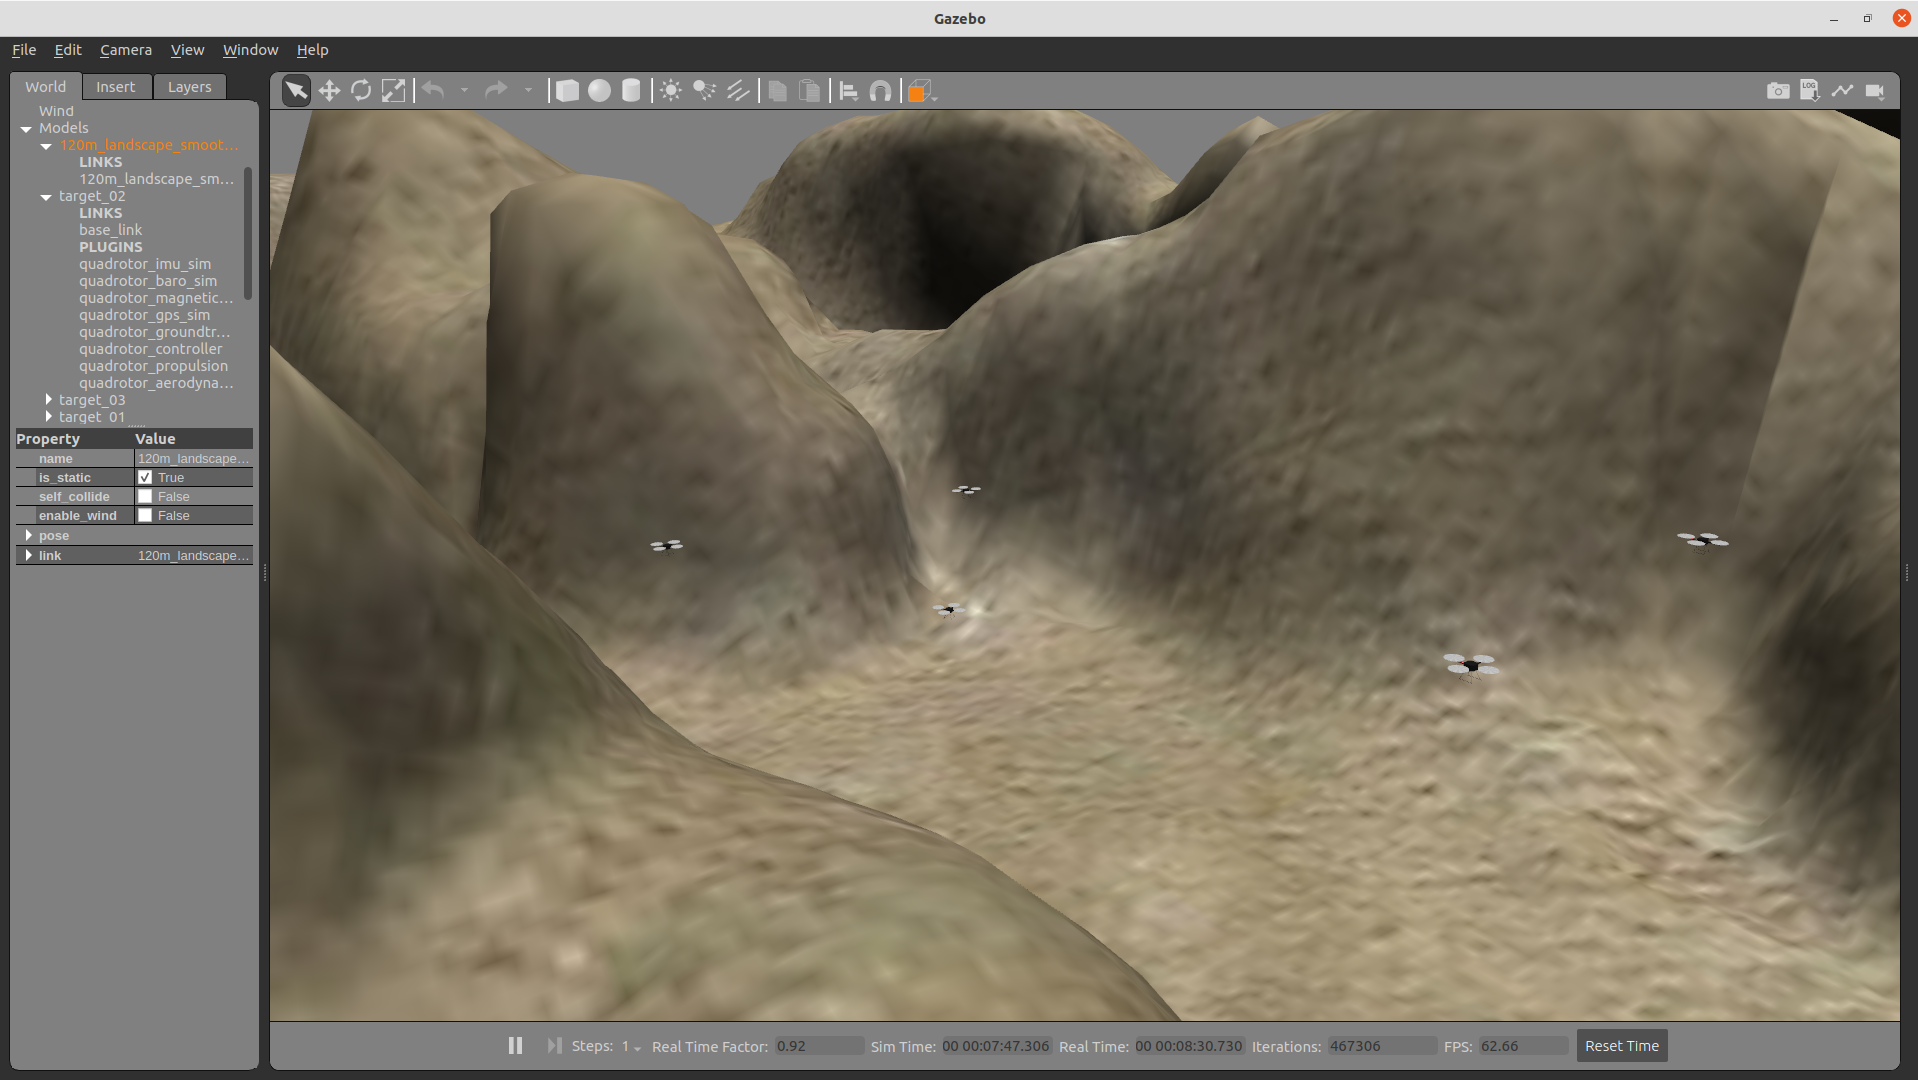 Gazebo
File Edit Camera View Window Help
World Insert Layers
LOG
Wind
Models
120m_landscape_smoot...
LINKS
120m_landscape_sm...
target_02
LINKS
base_link
PLUGINS
quadrotor_imu_sim
quadrotor_baro_sim
quadrotor_magnetic...
quadrotor_gps_sim
quadrotor_groundtr...
quadrotor_controller
quadrotor_propulsion
quadrotor_aerodyna...
target_03
target_01
Property Value
name 120m_landscape...
is_static True
self_collide False
enable_wind False
pose
link 120m_landscape...
Steps: 1 Real Time Factor: 0.92 Sim Time: 00 00:07:47.306 Real Time: 00 00:08:30.730 Iterations: 467306 FPS: 62.66 Reset Time